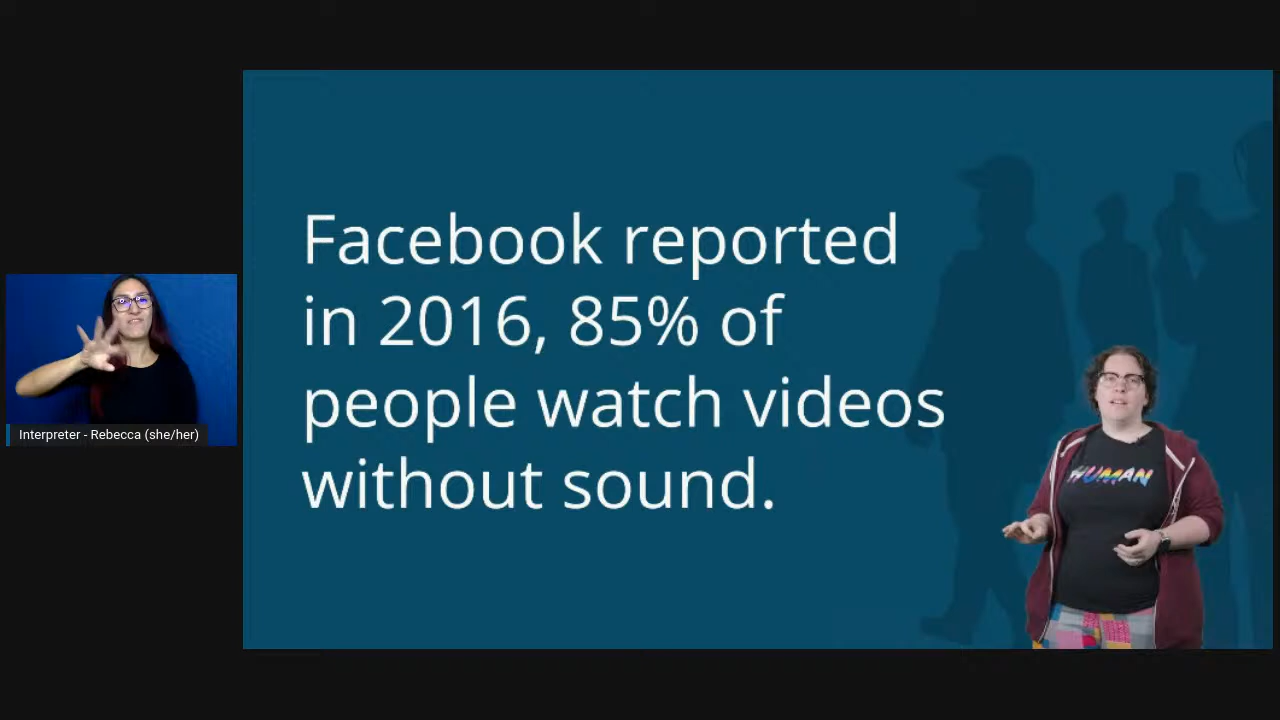 Facebook reported
in 2016, 85% of
people watch videos
without sound.
Interpreter - Rebecca (she/her)
HUMAN